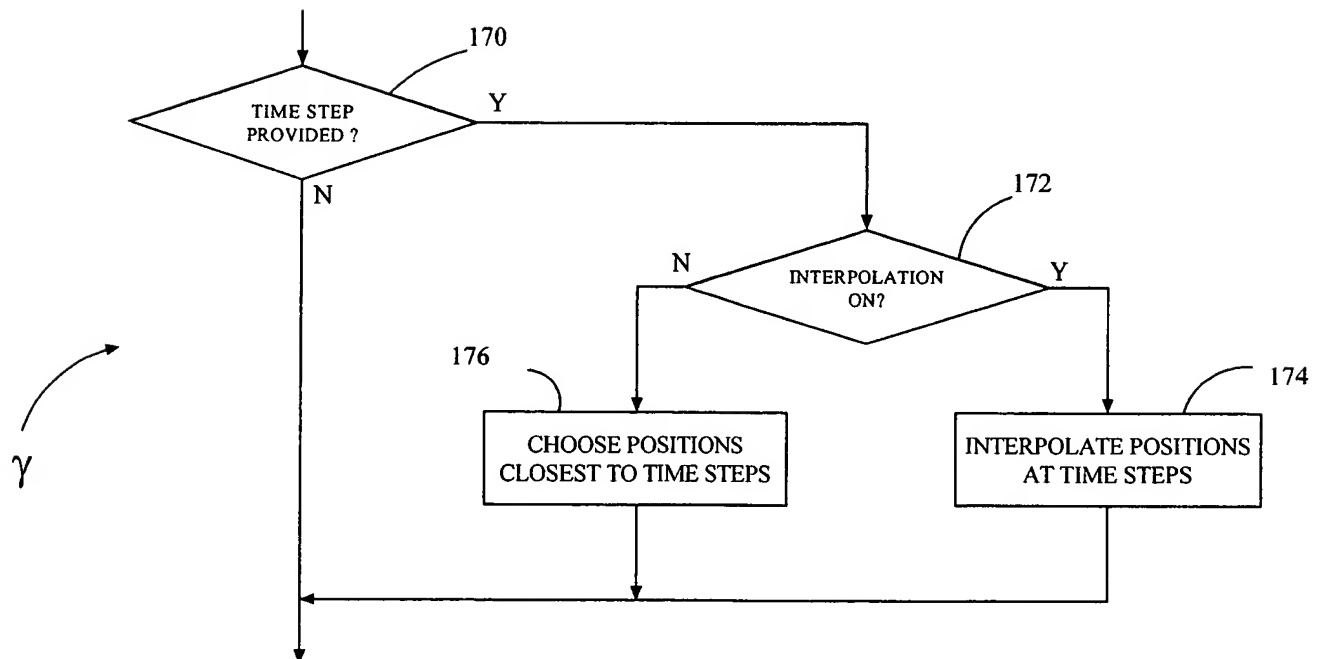 170
TIME STEP
PROVIDED ?
Y
N
172
N
INTERPOLATION
ON?
Y
176
174
CHOOSE POSITIONS
CLOSEST TO TIME STEPS
INTERPOLATE POSITIONS
AT TIME STEPS
γ